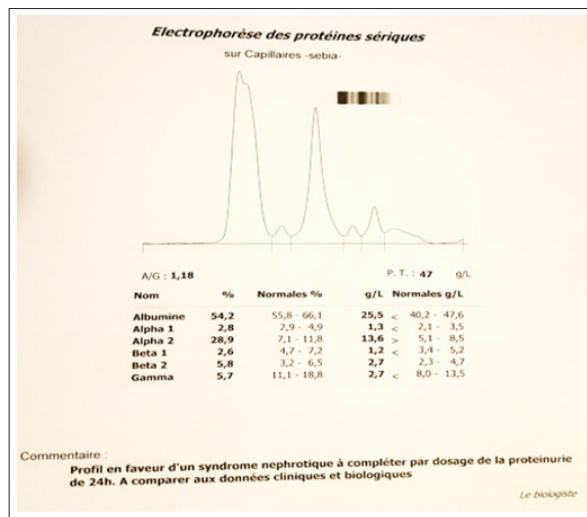 Electrophorèse des protéines sériques
sur Capillaires -sebia-
A/G : 1,18 P. T. : 47 g/L
Nom % Normales % g/L Normales g/L
Albumine 54,2 55,8 - 66,1 25,5 < 40,2 - 47,6
Alpha 1 2,8 2,9 - 4,9 1,3 < 2,1 - 3,5
Alpha 2 28,9 7,1 - 11,8 13,6 > 5,1 - 8,5
Beta 1 2,6 4,7 - 7,2 1,2 < 3,4 - 5,2
Beta 2 5,8 3,2 - 6,5 2,7 2,3 - 4,7
Gamma 5,7 11,1 - 18,8 2,7 < 8,0 - 13,5
Commentaire :
Profil en faveur d'un syndrome nephrotique à compléter par dosage de la proteinurie
de 24h. A comparer aux données cliniques et biologiques
Le biologiste